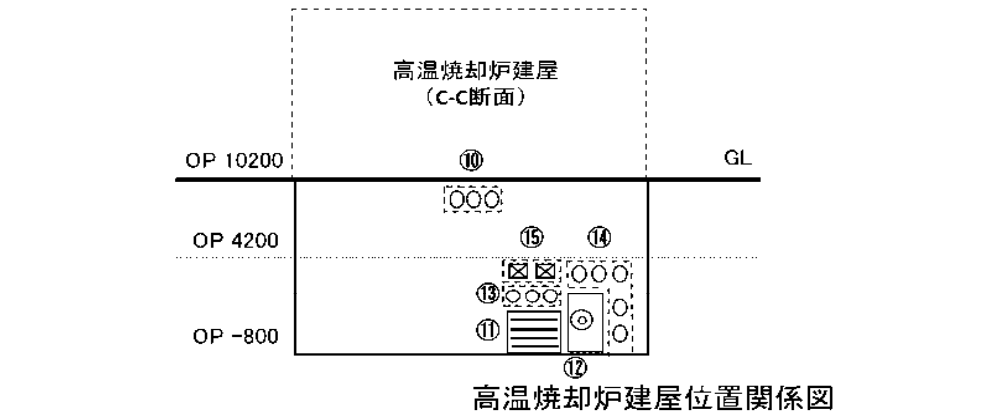 高温焼却炉建屋
（C-C断面）
OP 10200
⑩
GL
OP 4200
⑮
⑭
⑬
⑪
OP -800
⑫
高温焼却炉建屋位置関係図